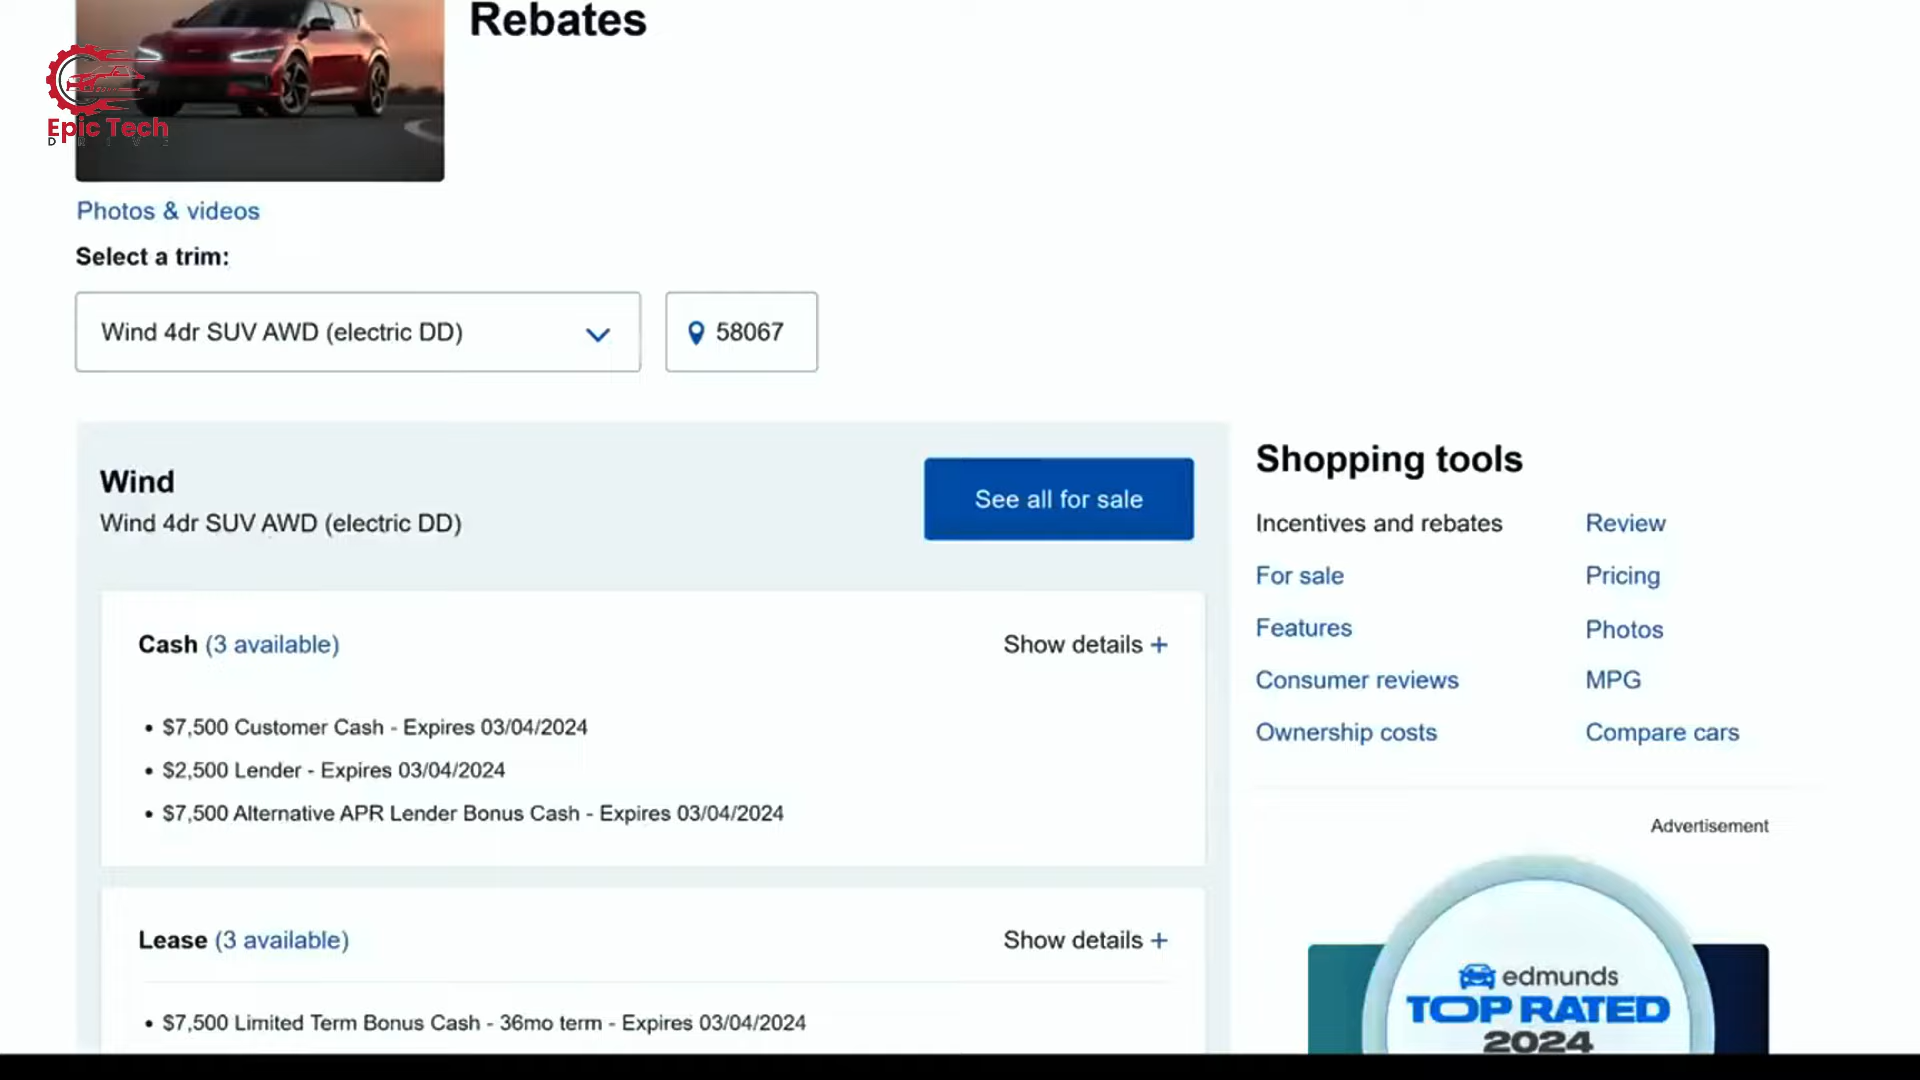 Rebates
Epic Tech
DRIVE
Photos & videos
Select a trim:
Wind 4dr SUV AWD (electric DD)
58067
Wind
Wind 4dr SUV AWD (electric DD)
See all for sale
Cash (3 available)
Show details +
• $7,500 Customer Cash - Expires 03/04/2024
• $2,500 Lender - Expires 03/04/2024
• $7,500 Alternative APR Lender Bonus Cash - Expires 03/04/2024
Lease (3 available)
Show details +
• $7,500 Limited Term Bonus Cash - 36mo term - Expires 03/04/2024
Shopping tools
Incentives and rebates
Review
For sale
Pricing
Features
Photos
Consumer reviews
MPG
Ownership costs
Compare cars
Advertisement
edmunds
TOP RATED
2024